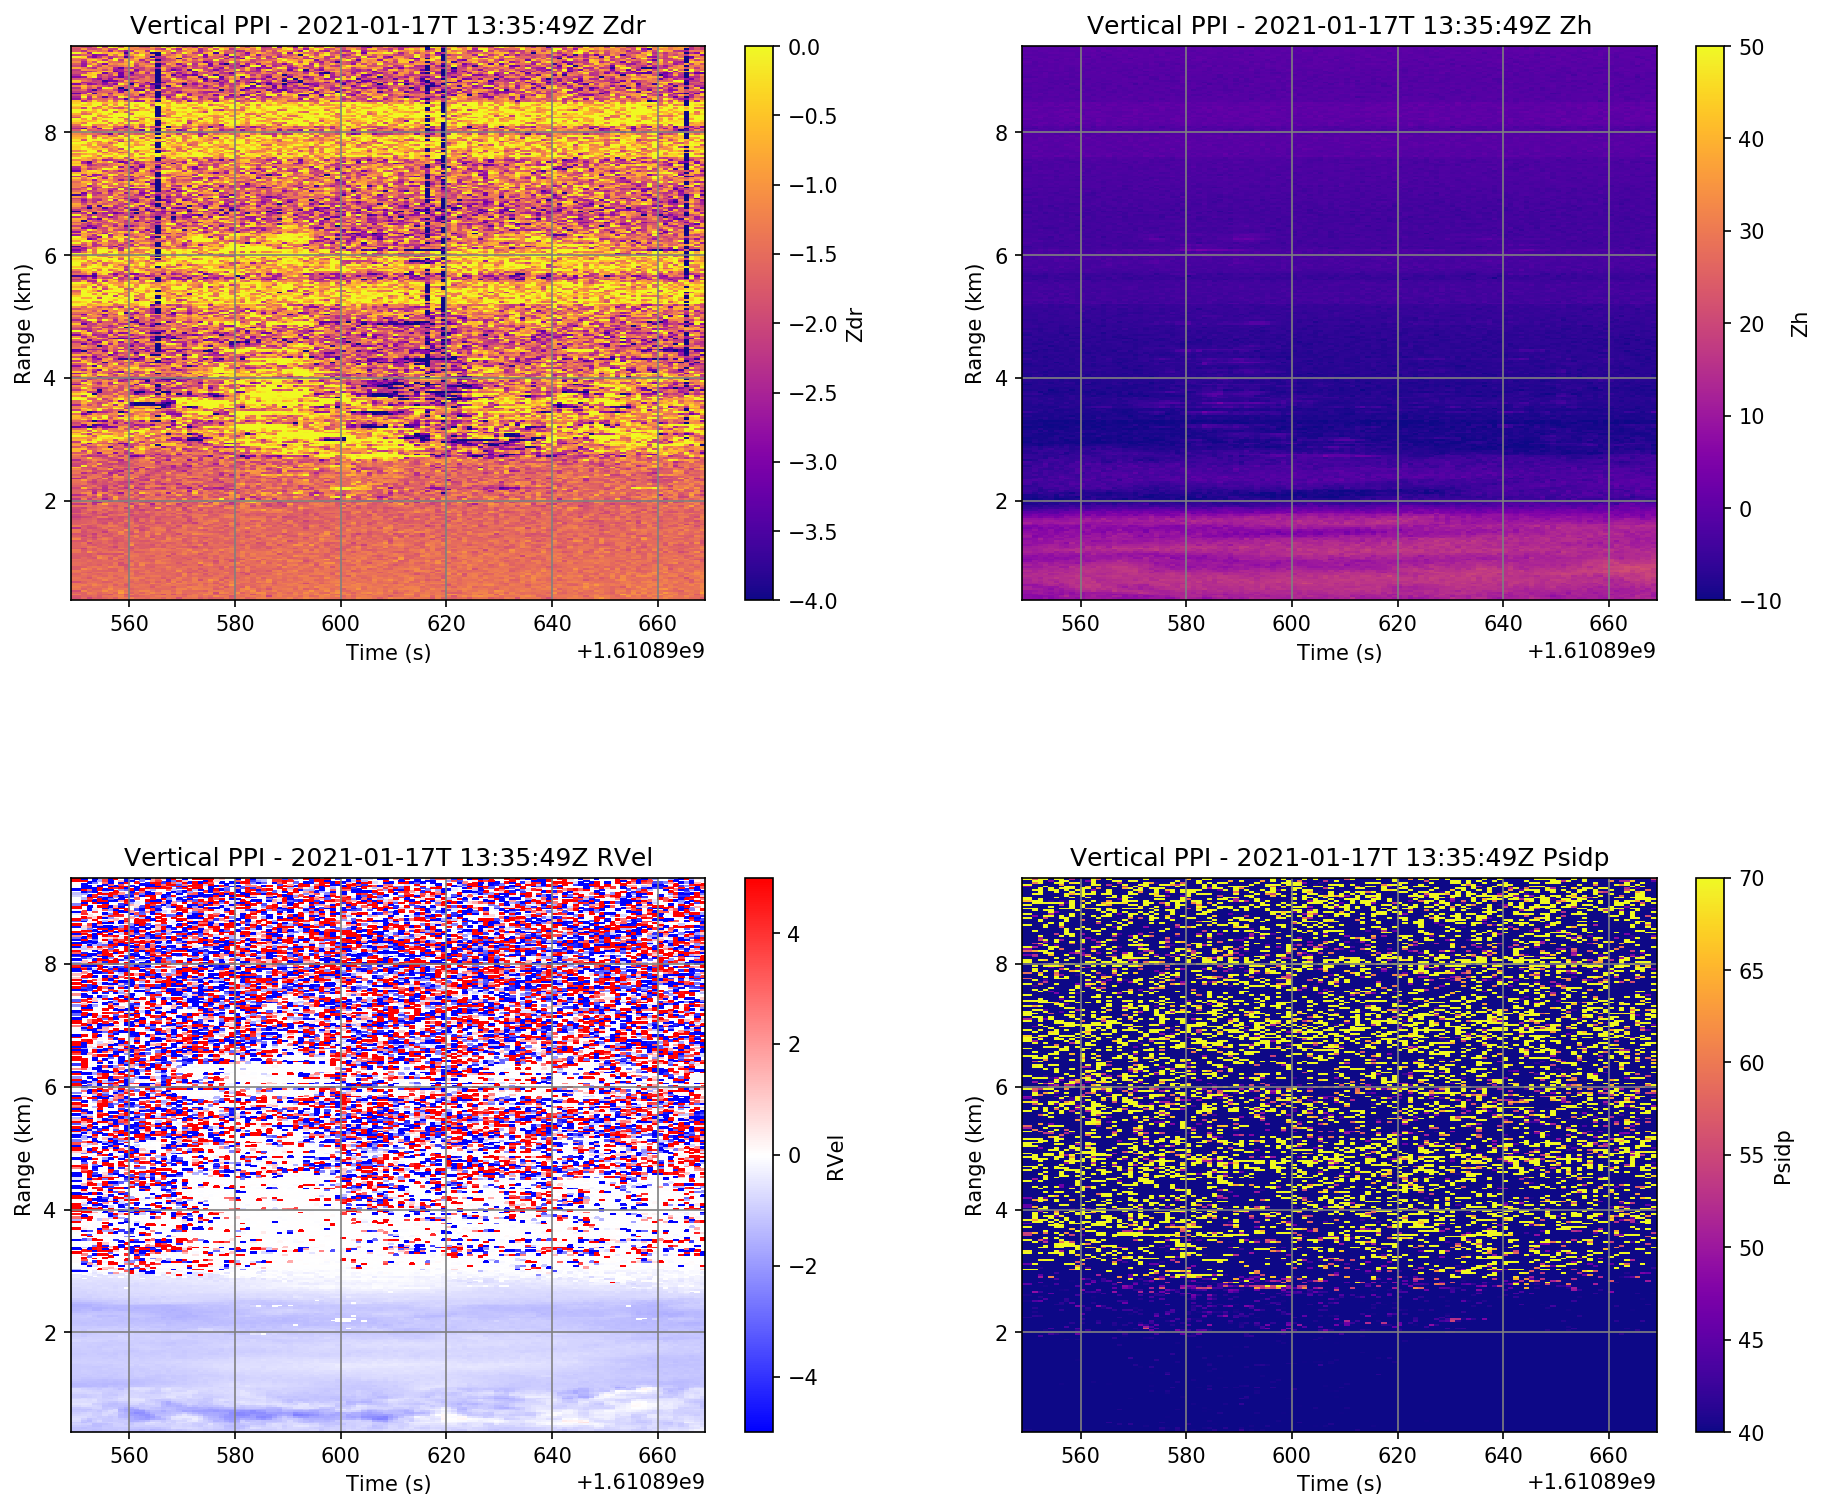 Vertical PPI - 2021-01-17T 13:35:49Z Zdr
Range (km)
8
6
4
2
560 580 600 620 640 660
Time (s)
+1.61089e9
0.0
−0.5
−1.0
−1.5
−2.0
−2.5
−3.0
−3.5
−4.0
Zdr
Vertical PPI - 2021-01-17T 13:35:49Z Zh
Range (km)
8
6
4
2
560 580 600 620 640 660
Time (s)
+1.61089e9
50
40
30
20
10
0
−10
Zh
Vertical PPI - 2021-01-17T 13:35:49Z RVel
Range (km)
8
6
4
2
560 580 600 620 640 660
Time (s)
+1.61089e9
4
2
0
−2
−4
RVel
Vertical PPI - 2021-01-17T 13:35:49Z Psidp
Range (km)
8
6
4
2
560 580 600 620 640 660
Time (s)
+1.61089e9
70
65
60
55
50
45
40
Psidp